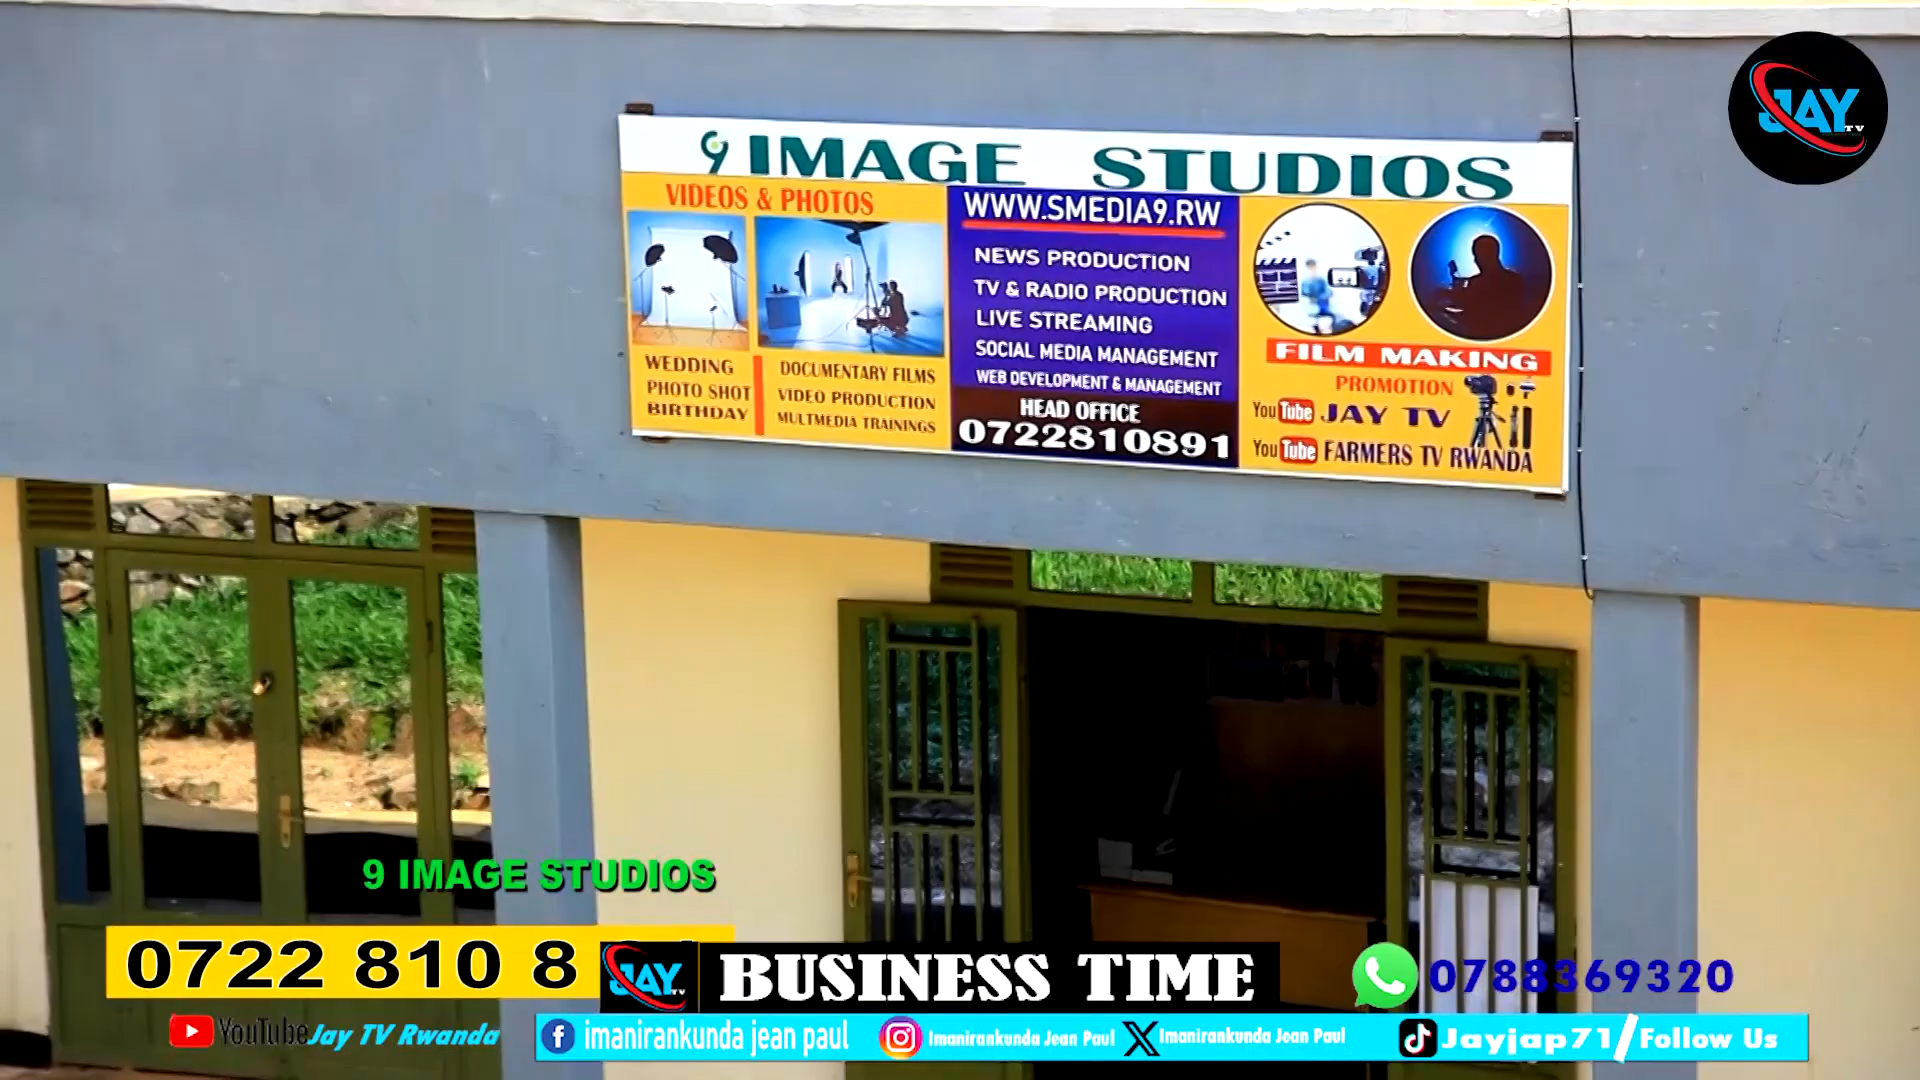 JAY TV
9 IMAGE STUDIOS
VIDEOS & PHOTOS
WEDDING
PHOTO SHOT
BIRTHDAY
DOCUMENTARY FILMS
VIDEO PRODUCTION
MULTMEDIA TRAININGS
WWW.SMEDIA9.RW
NEWS PRODUCTION
TV & RADIO PRODUCTION
LIVE STREAMING
SOCIAL MEDIA MANAGEMENT
WEB DEVELOPMENT & MANAGEMENT
HEAD OFFICE
0722810891
FILM MAKING
PROMOTION
YouTube JAY TV
YouTube FARMERS TV RWANDA
9 IMAGE STUDIOS
0722 810 8
JAY TV
BUSINESS TIME
0788369320
YouTube Jay TV Rwanda
imanirankunda jean paul
Imanirankunda Jean Paul
Imanirankunda Jean Paul
Jayjap71/Follow Us